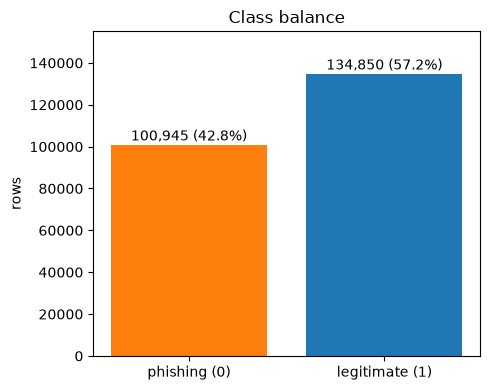 Class balance
134,850 (57.2%)
100,945 (42.8%)
140000
120000
100000
80000
60000
40000
20000
0
rows
phishing (0)
legitimate (1)